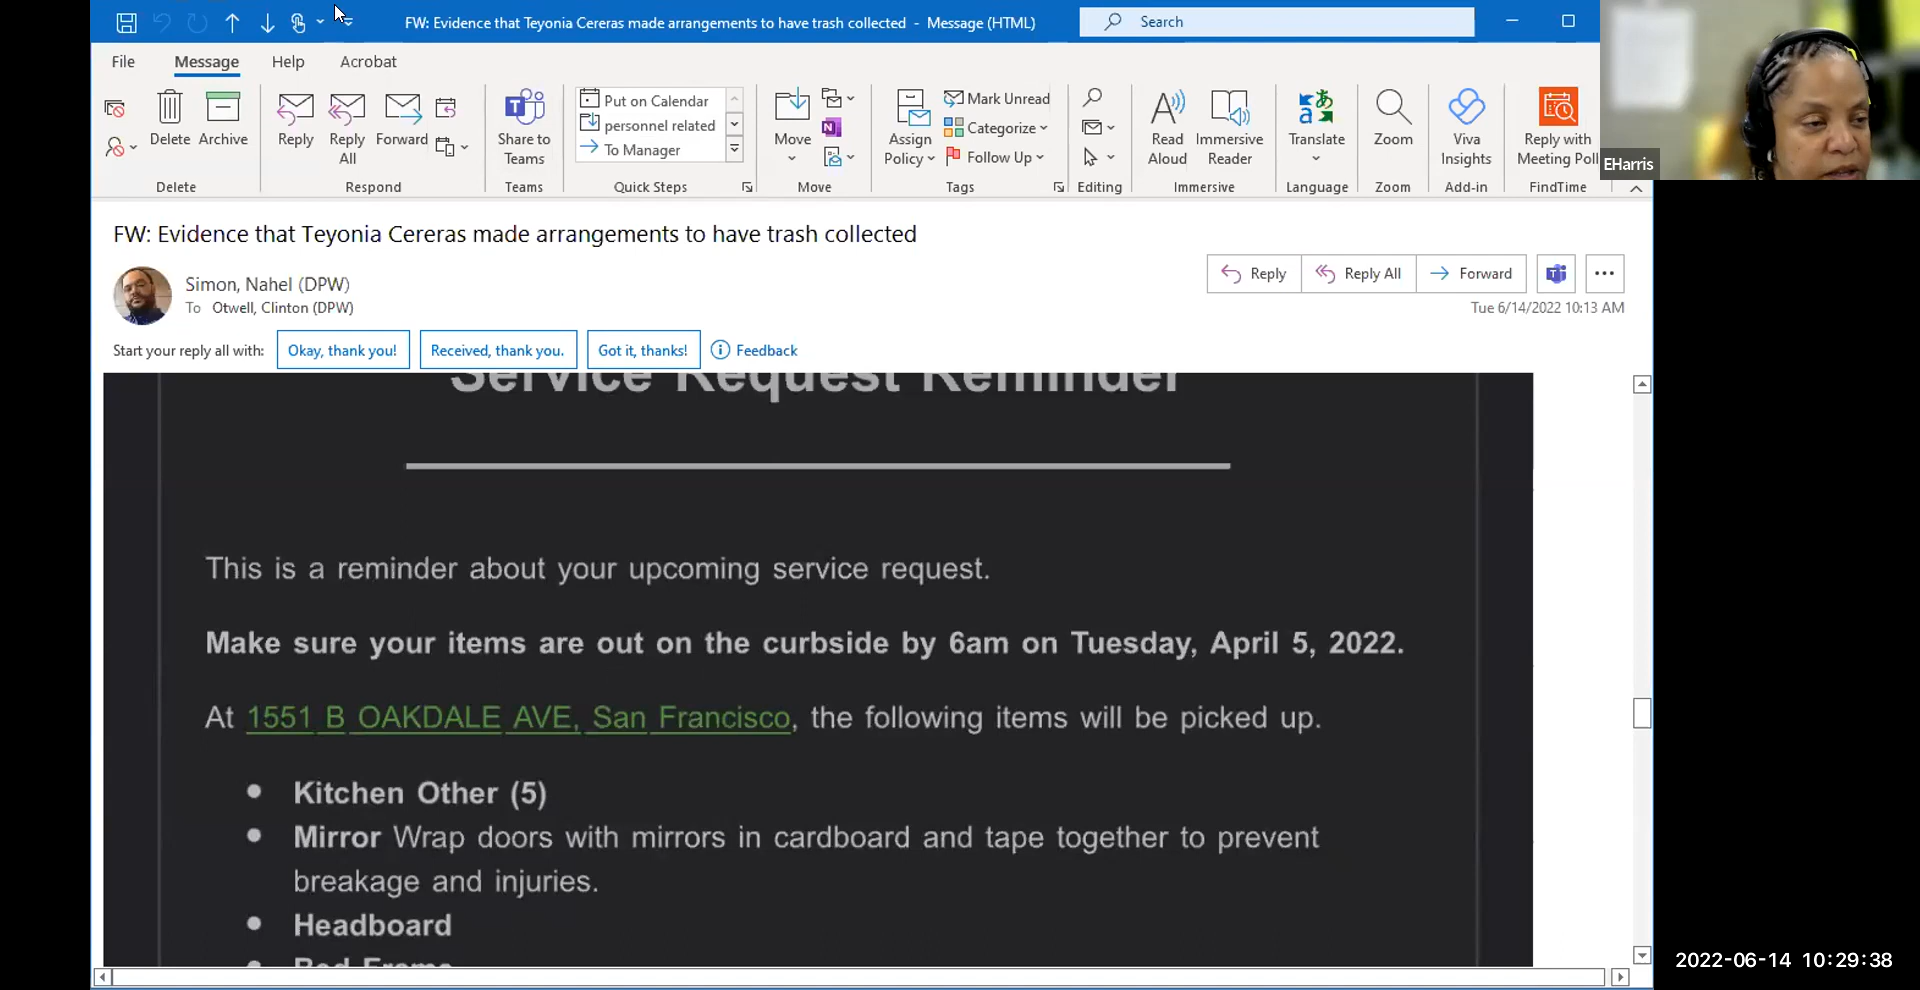 FW: Evidence that Teyonia Cereras made arrangements to have trash collected - Message (HTML)
Search
File Message Help Acrobat
Delete
Archive
Reply
Reply All
Forward
Share to Teams
Put on Calendar
personnel related
To Manager
Move
Assign Policy
Mark Unread
Categorize
Follow Up
Read Aloud
Immersive Reader
Translate
Zoom
Viva Insights
Reply with Meeting Poll
Delete Respond Teams Quick Steps Move Tags Editing Immersive Language Zoom Add-in FindTime
EHarris
FW: Evidence that Teyonia Cereras made arrangements to have trash collected
Simon, Nahel (DPW)
To Otwell, Clinton (DPW)
Reply Reply All Forward
Tue 6/14/2022 10:13 AM
Start your reply all with: Okay, thank you! Received, thank you. Got it, thanks! Feedback
Service Request Reminder
This is a reminder about your upcoming service request.
Make sure your items are out on the curbside by 6am on Tuesday, April 5, 2022.
At 1551 B OAKDALE AVE, San Francisco, the following items will be picked up.
• Kitchen Other (5)
• Mirror Wrap doors with mirrors in cardboard and tape together to prevent
breakage and injuries.
• Headboard
• Bed Frame
2022-06-14 10:29:38